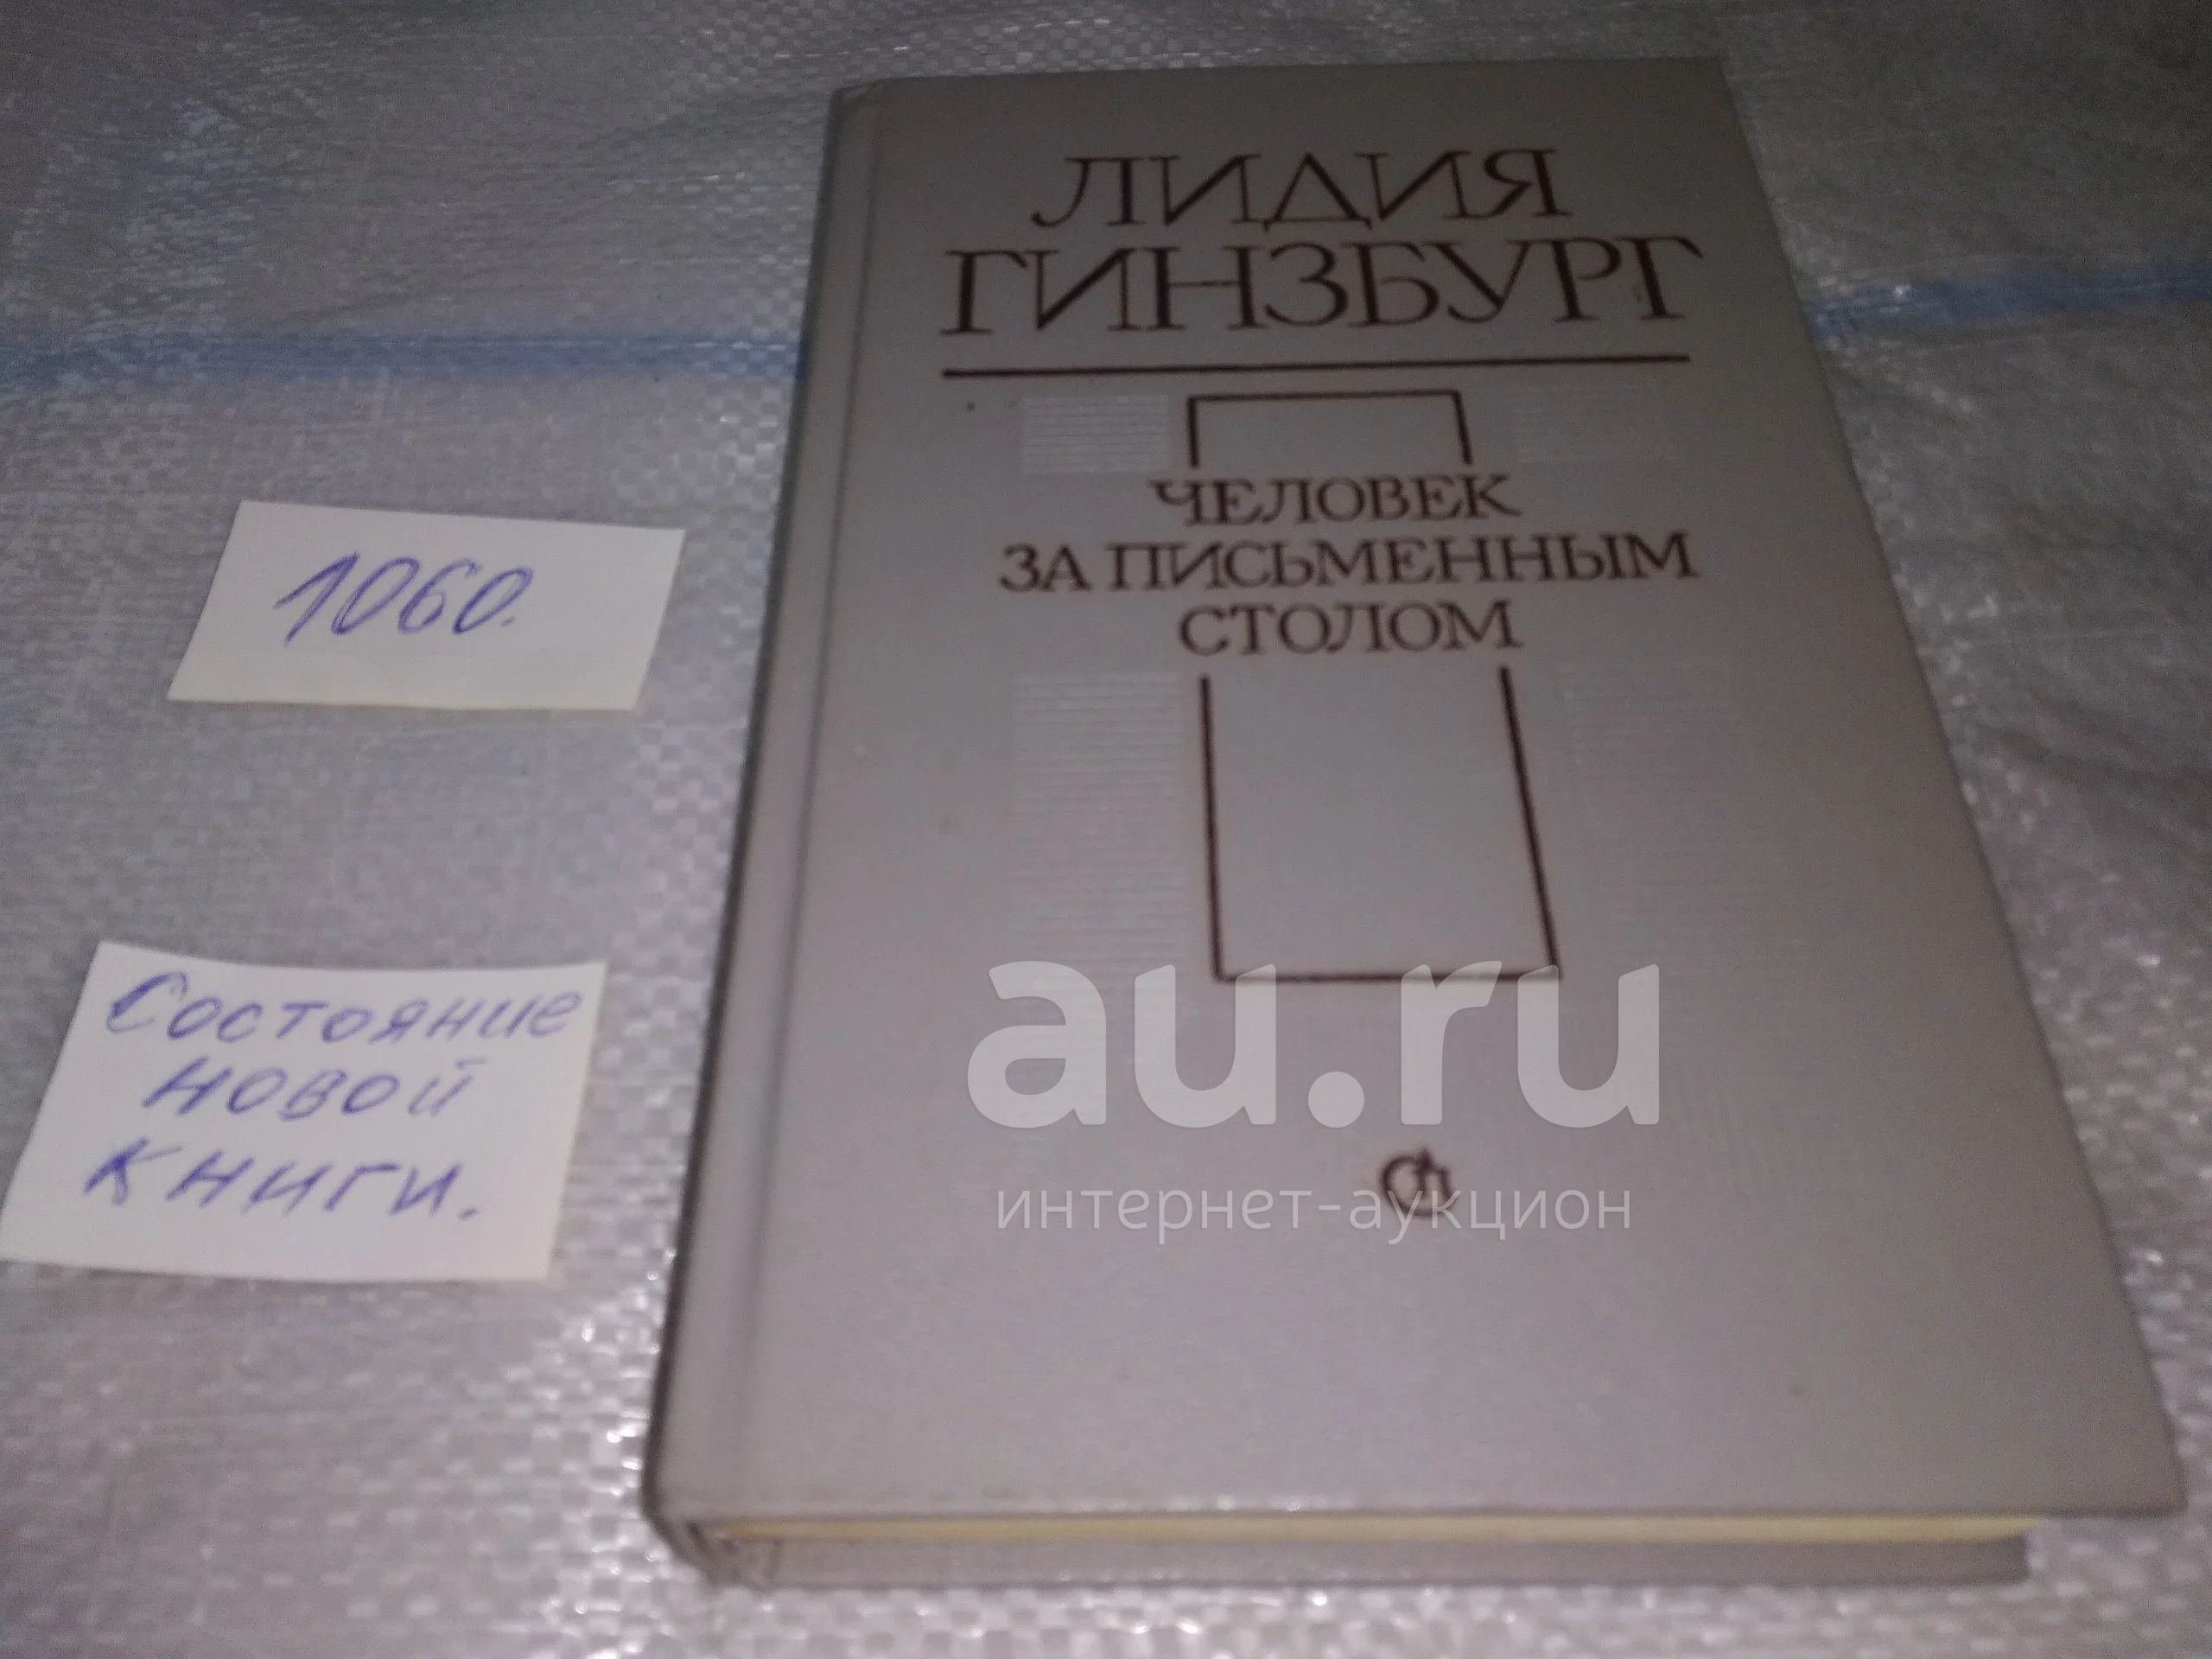 ЛИДИЯ
ГИНЗБУРГ
ЧЕЛОВЕК
ЗА ПИСЬМЕННЫМ
СТОЛОМ
1060.
Состояние
новой
книги.
au.ru
интернет-аукцион